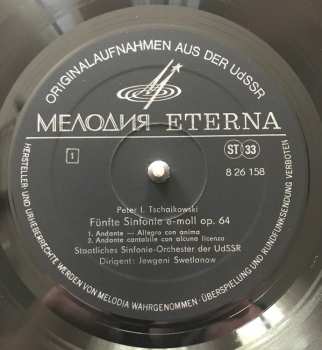 ORIGINALAUFNAHMEN AUS DER UdSSR
МЕЛОДИЯ ETERNA
1
ST 33
8 26 158
Peter I. Tschaikowski
Fünfte Sinfonie e-moll op. 64
1. Andante — Allegro con anima
2. Andante cantabile con alcuna licenza
Staatliches Sinfonie-Orchester der UdSSR
Dirigent: Jewgeni Swetlanow
HERSTELLER- UND URHEBERRECHTE WERDEN VON MELODIA WAHRGENOMMEN · ÜBERSPIELUNG UND RUNDFUNKSENDUNG VERBOTEN